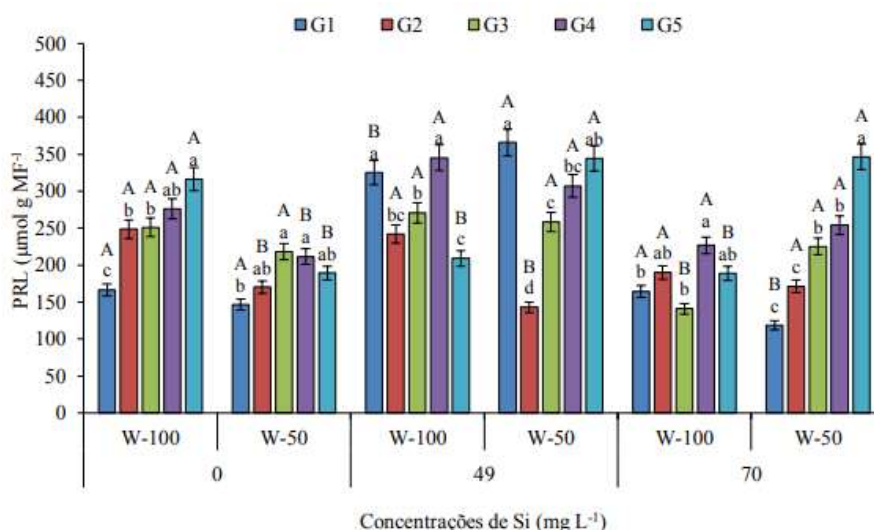 G1 G2 G3 G4 G5
PRL (µmol g MF⁻¹)
500
450
400
350
300
250
200
150
100
50
0
A c A b A b A ab A a
A b B ab A a B a B ab
B a A bc A b A a B c
A a B d A c A bc A ab
A b A ab B b A a B ab
B c A c A b A b A a
W-100 W-50 W-100 W-50 W-100 W-50
0 49 70
Concentrações de Si (mg L⁻¹)